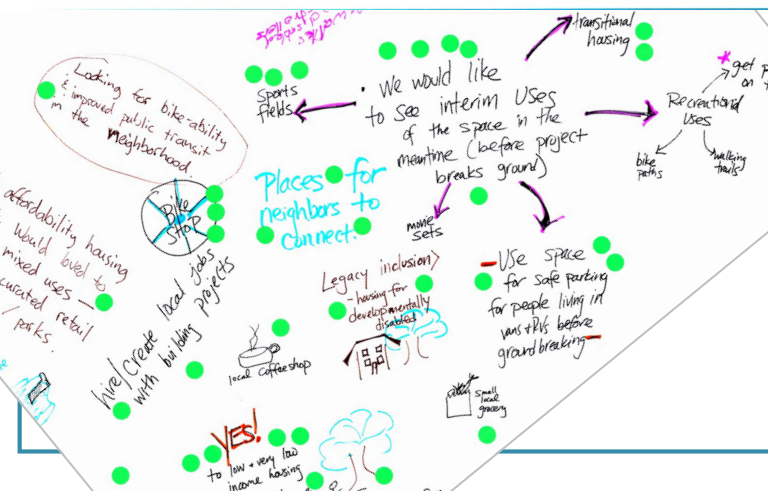 transitional
housing
sports
fields
• We would like
to see interim uses
of the space in the
meantime (before project
breaks ground)
* get
on
Recreational
uses
bike
paths
walking
trails
movie
sets
Looking for bike-ability
& improved public transit
in the neighborhood
Places for
neighbors to
connect.
Bike
Shop
affordability housing
Would loved to
mixed uses —
curated retail
/parks.
hire/create local jobs
with building projects
Legacy inclusion>
- housing for
developmentally
disabled
- Use space
for safe parking
for people living in
vans + RVs before
groundbreaking -
local Coffeeshop
small
local
grocery
YES!
to low + very low
income housing